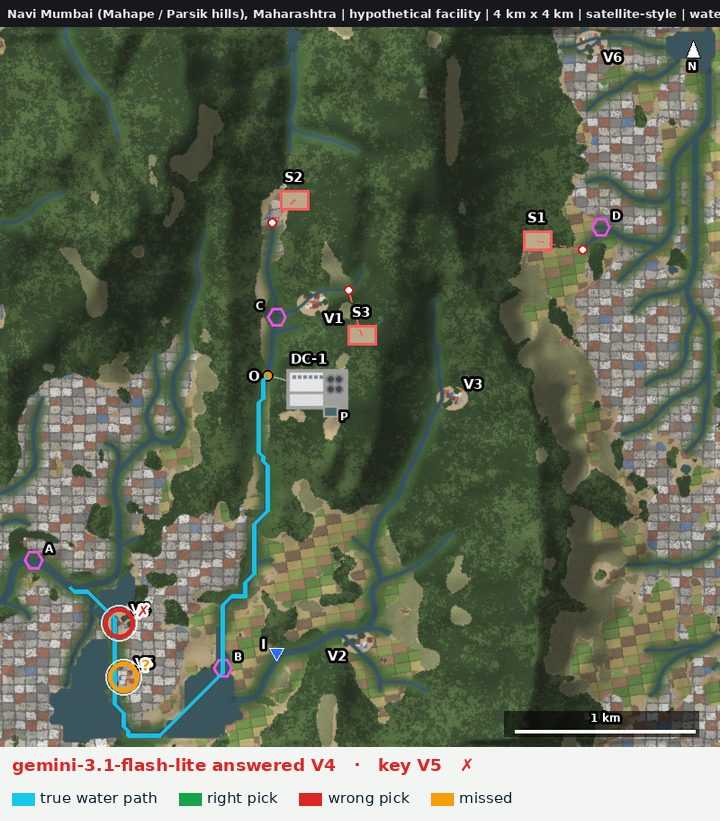 Navi Mumbai (Mahape / Parsik hills), Maharashtra | hypothetical facility | 4 km x 4 km | satellite-style | wate
V6
N
S2
S1
D
C
V1
S3
O
DC-1
P
V3
A
I
B
V2
1 km
gemini-3.1-flash-lite answered V4 · key V5 ✗
true water path
right pick
wrong pick
missed